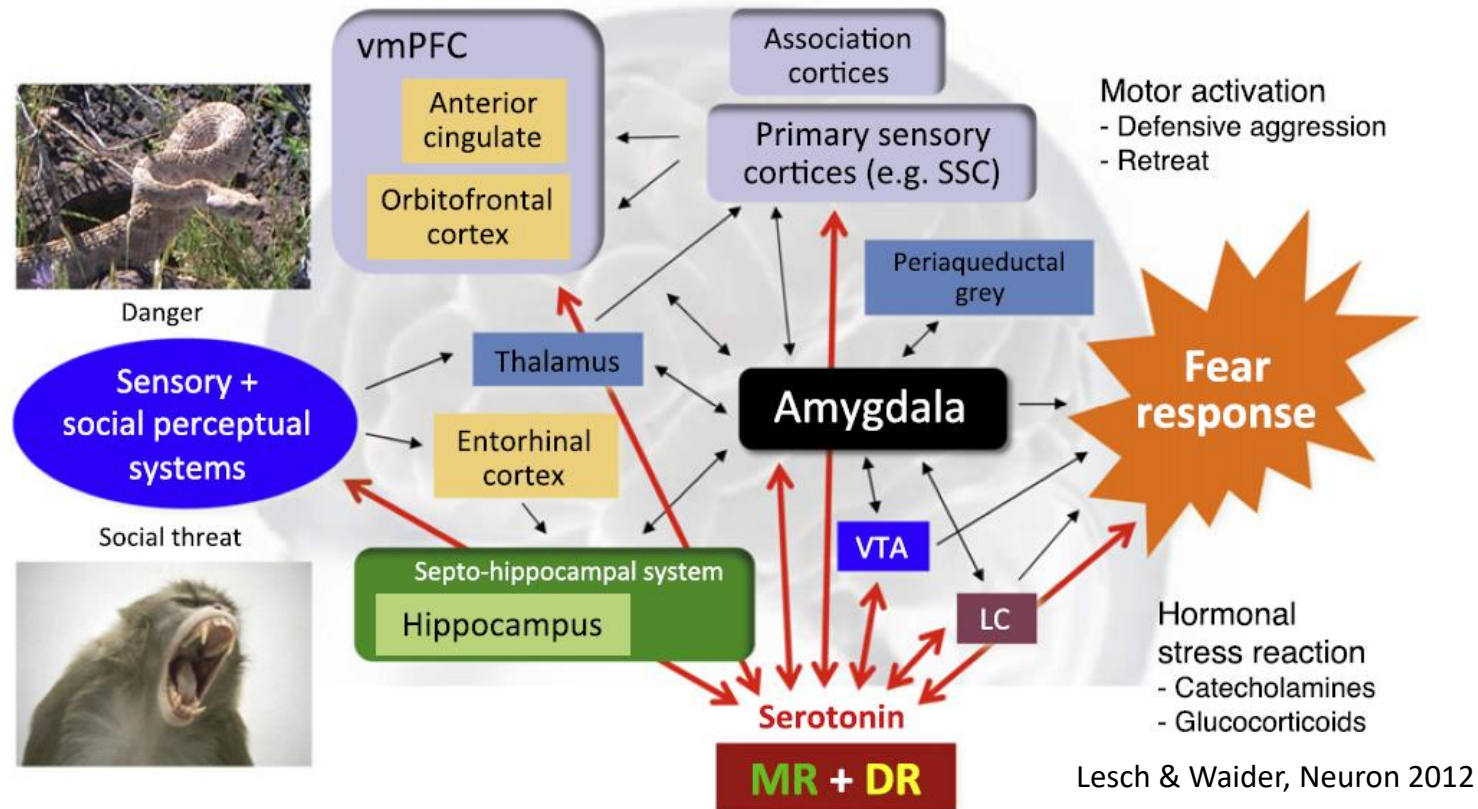 vmPFC
Anterior
cingulate
Orbitofrontal
cortex
Association
cortices
Primary sensory
cortices (e.g. SSC)
Motor activation
- Defensive aggression
- Retreat
Periaqueductal
grey
Danger
Thalamus
Sensory +
social perceptual
systems
Amygdala
Fear
response
Entorhinal
cortex
Social threat
VTA
Septo-hippocampal system
Hippocampus
LC
Hormonal
stress reaction
- Catecholamines
- Glucocorticoids
Serotonin
MR + DR
Lesch & Waider, Neuron 2012